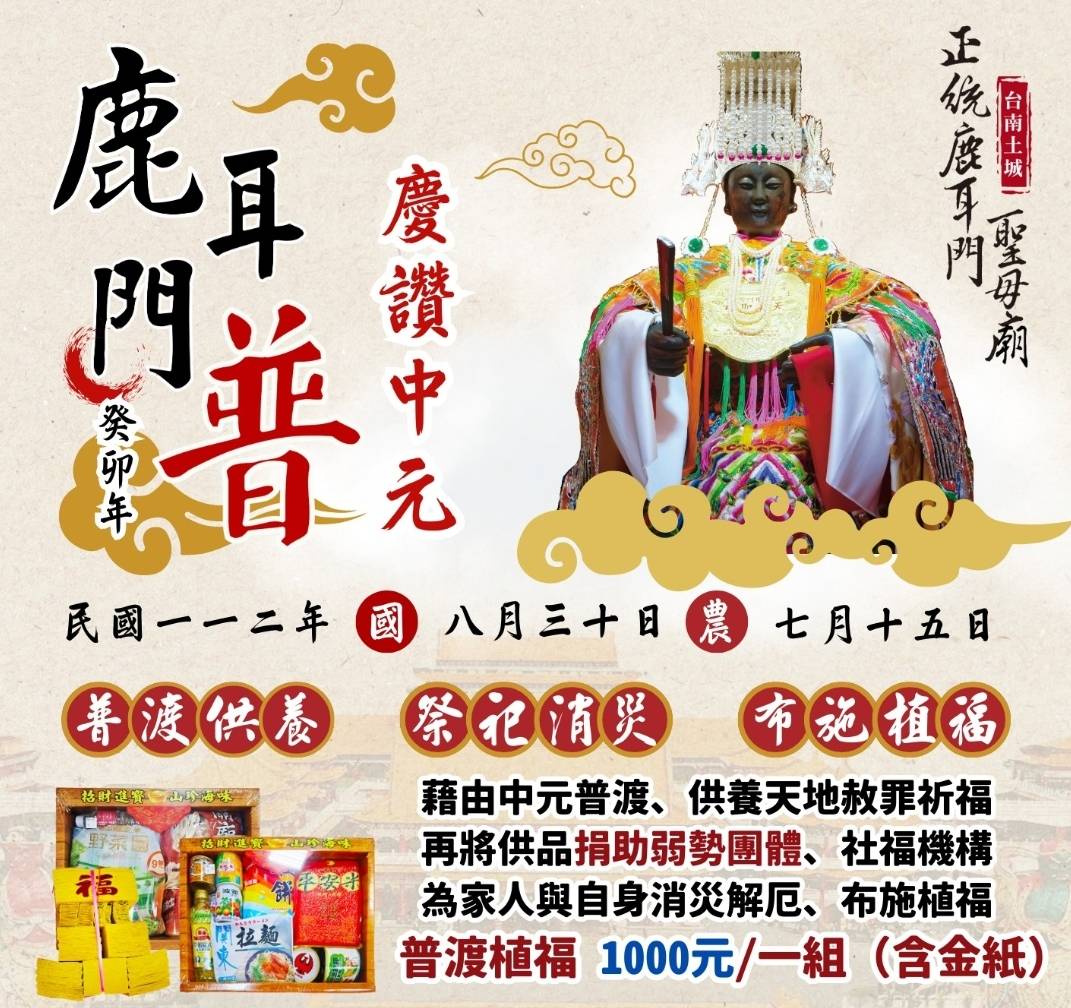 鹿耳門普
癸卯年
慶讚中元
台南土城
正統鹿耳門
聖母廟
民國一一二年 國 八月三十日 農 七月十五日
普渡供養 祭祀消災 布施植福
藉由中元普渡、供養天地赦罪祈福
再將供品捐助弱勢團體、社福機構
為家人與自身消災解厄、布施植福
普渡植福 1000元/一組（含金紙）
招財進寶 山珍海味
野菜園
招財進寶 山珍海味
平安米
拉麵
關東
福